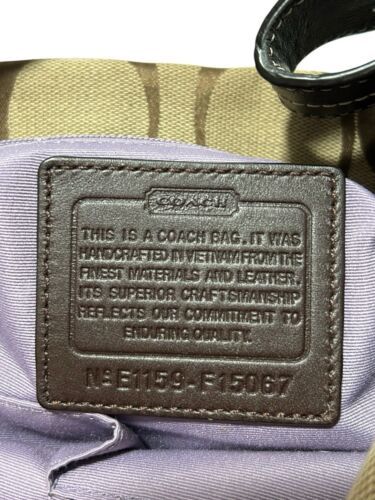 COACH
THIS IS A COACH BAG. IT WAS
HANDCRAFTED IN VIETNAM FROM THE
FINEST MATERIALS AND LEATHER.
ITS SUPERIOR CRAFTSMANSHIP
REFLECTS OUR COMMITMENT TO
ENDURING QUALITY.
No E1159-F15067